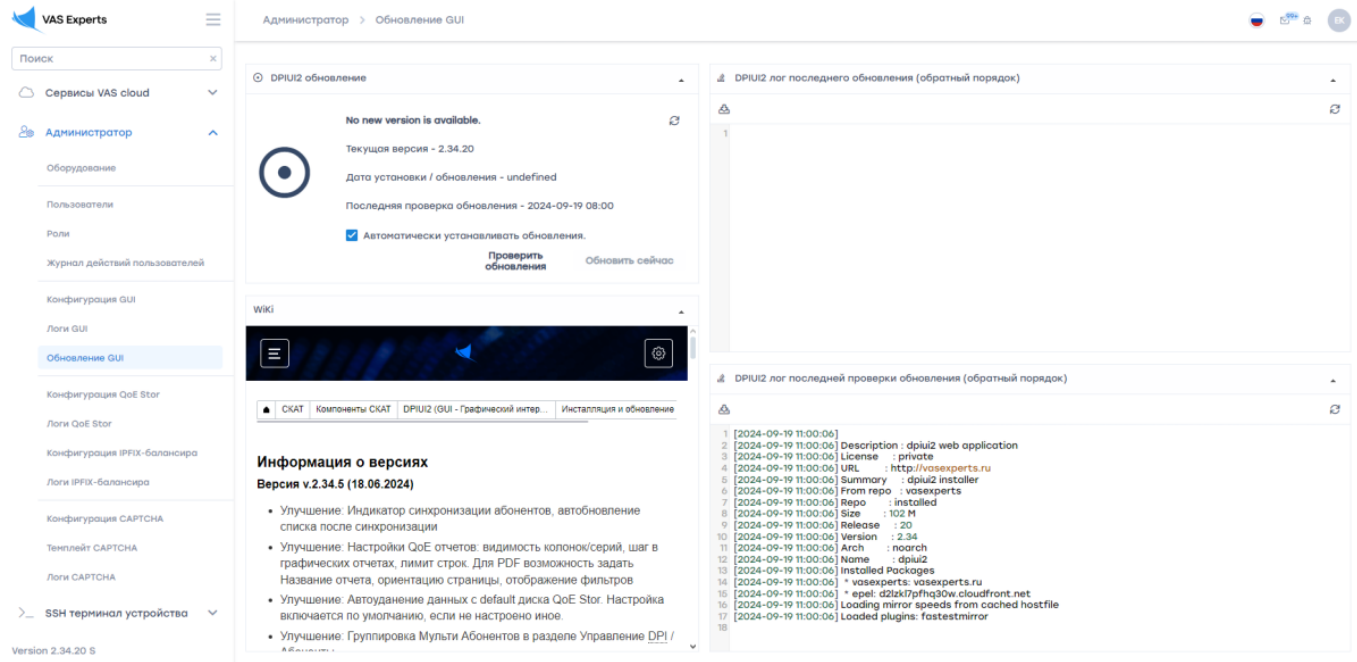 VAS Experts
Администратор > Обновление GUI
99+
EK
Поиск
Сервисы VAS cloud
Администратор
Оборудование
Пользователи
Роли
Журнал действий пользователей
Конфигурация GUI
Логи GUI
Обновление GUI
Конфигурация QoE Stor
Логи QoE Stor
Конфигурация IPFIX-балансира
Логи IPFIX-балансира
Конфигурация CAPTCHA
Темплейт CAPTCHA
Логи CAPTCHA
SSH терминал устройства
Version 2.34.20 S
DPIUI2 обновление
No new version is available.
Текущая версия - 2.34.20
Дата установки / обновления - undefined
Последняя проверка обновления - 2024-09-19 08:00
Автоматически устанавливать обновления.
Проверить
обновления
Обновить сейчас
WiKi
СКАТ
Компоненты СКАТ
DPIUI2 (GUI - Графический интер...
Инсталляция и обновление
Информация о версиях
Версия v.2.34.5 (18.06.2024)
• Улучшение: Индикатор синхронизации абонентов, автобновление
списка после синхронизации
• Улучшение: Настройки QoE отчетов: видимость колонок/серий, шаг в
графических отчетах, лимит строк. Для PDF возможность задать
Название отчета, ориентацию страницы, отображение фильтров
• Улучшение: Автоуданение данных с default диска QoE Stor. Настройка
включается по умолчанию, если не настроено иное.
• Улучшение: Группировка Мульти Абонентов в разделе Управление DPI /
Абоненты
DPIUI2 лог последнего обновления (обратный порядок)
1
DPIUI2 лог последней проверки обновления (обратный порядок)
1 [2024-09-19 11:00:06]
2 [2024-09-19 11:00:06] Description : dpiui2 web application
3 [2024-09-19 11:00:06] License : private
4 [2024-09-19 11:00:06] URL : http://vasexperts.ru
5 [2024-09-19 11:00:06] Summary : dpiui2 installer
6 [2024-09-19 11:00:06] From repo : vasexperts
7 [2024-09-19 11:00:06] Repo : installed
8 [2024-09-19 11:00:06] Size : 102 M
9 [2024-09-19 11:00:06] Release : 20
10 [2024-09-19 11:00:06] Version : 2.34
11 [2024-09-19 11:00:06] Arch : noarch
12 [2024-09-19 11:00:06] Name : dpiui2
13 [2024-09-19 11:00:06] Installed Packages
14 [2024-09-19 11:00:06] * vasexperts: vasexperts.ru
15 [2024-09-19 11:00:06] * epel: d2lzkl7pfhq30w.cloudfront.net
16 [2024-09-19 11:00:06] Loading mirror speeds from cached hostfile
17 [2024-09-19 11:00:06] Loaded plugins: fastestmirror
18